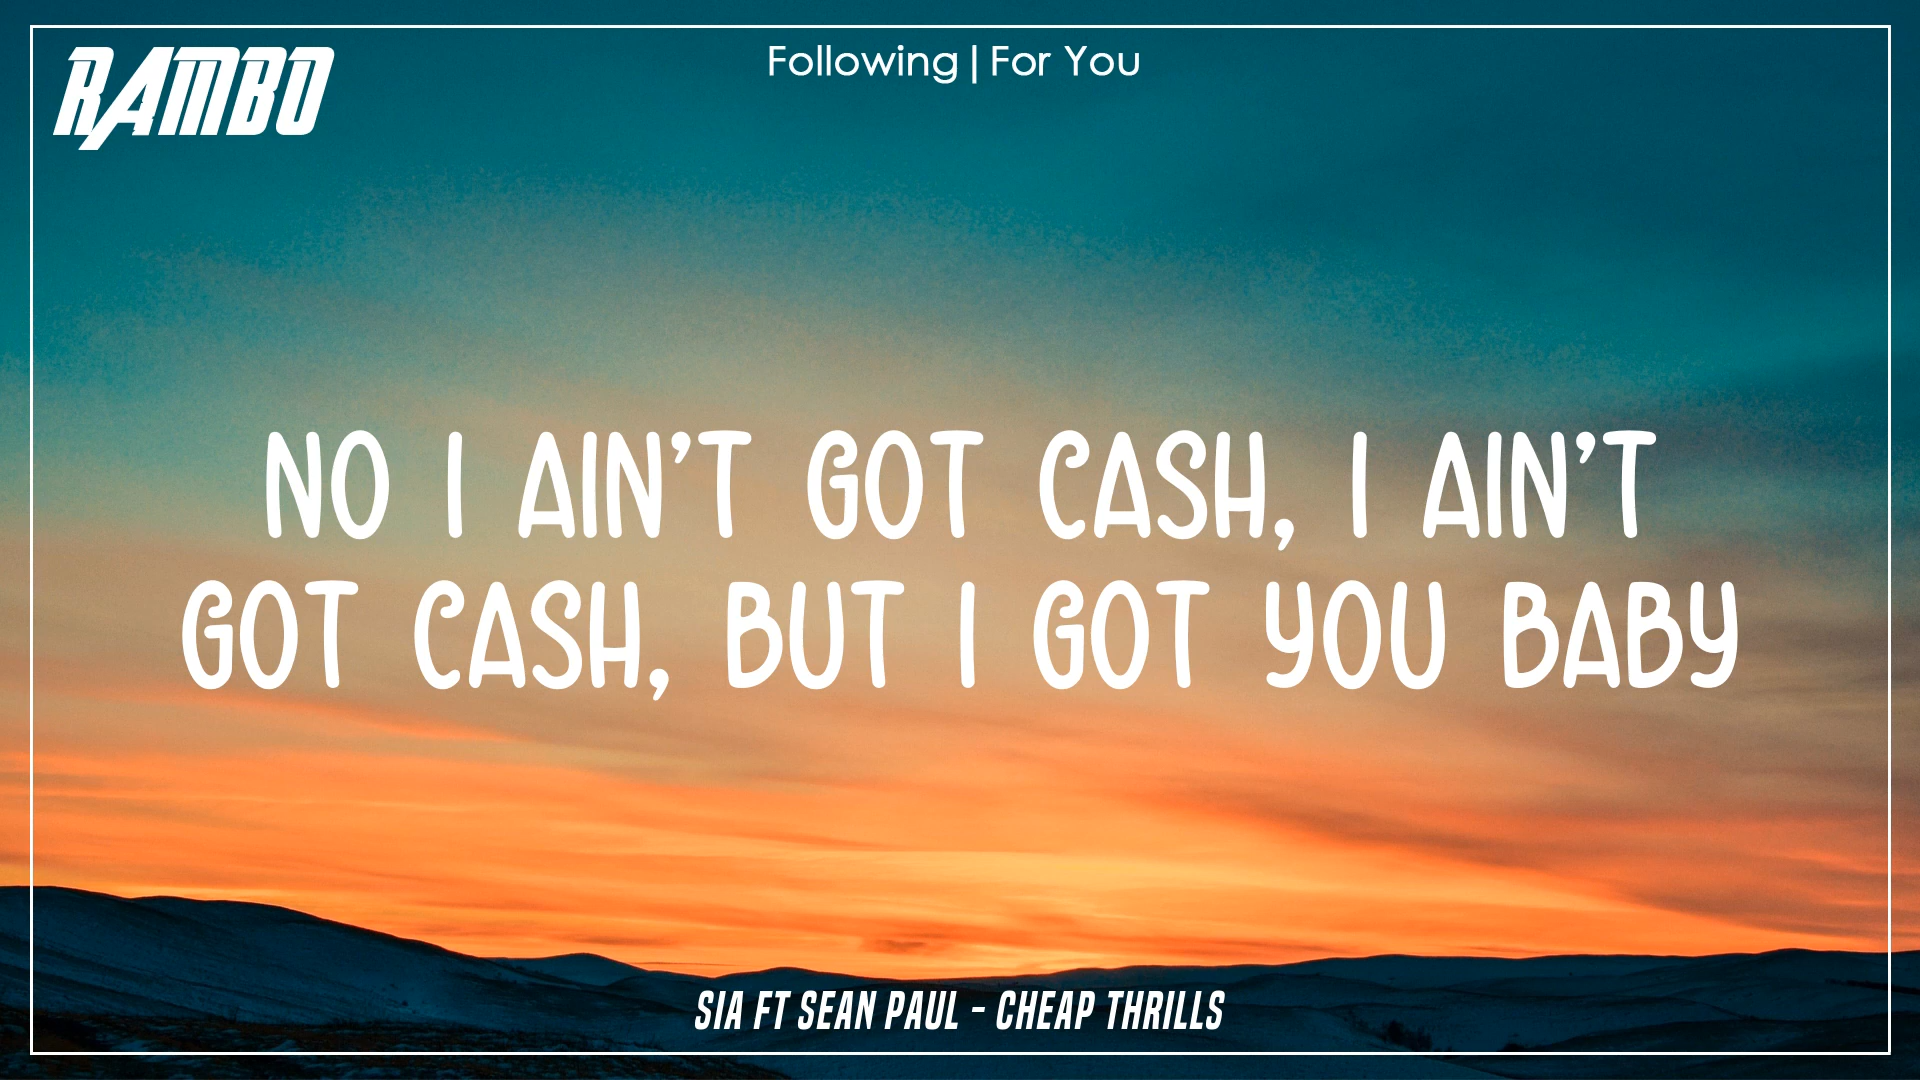 RAMBO
Following | For You
NO I AIN'T GOT CASH, I AIN'T
GOT CASH, BUT I GOT YOU BABY
SIA FT SEAN PAUL - CHEAP THRILLS